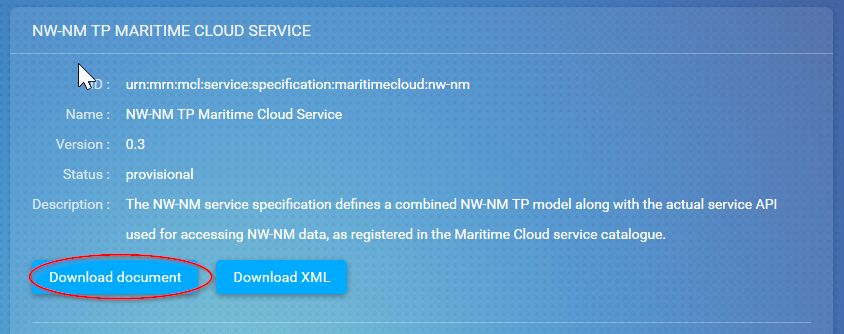 NW-NM TP MARITIME CLOUD SERVICE
D : urn:mrn:mcl:service:specification:maritimecloud:nw-nm
Name : NW-NM TP Maritime Cloud Service
Version : 0.3
Status : provisional
Description : The NW-NM service specification defines a combined NW-NM TP model along with the actual service API
used for accessing NW-NM data, as registered in the Maritime Cloud service catalogue.
Download document Download XML